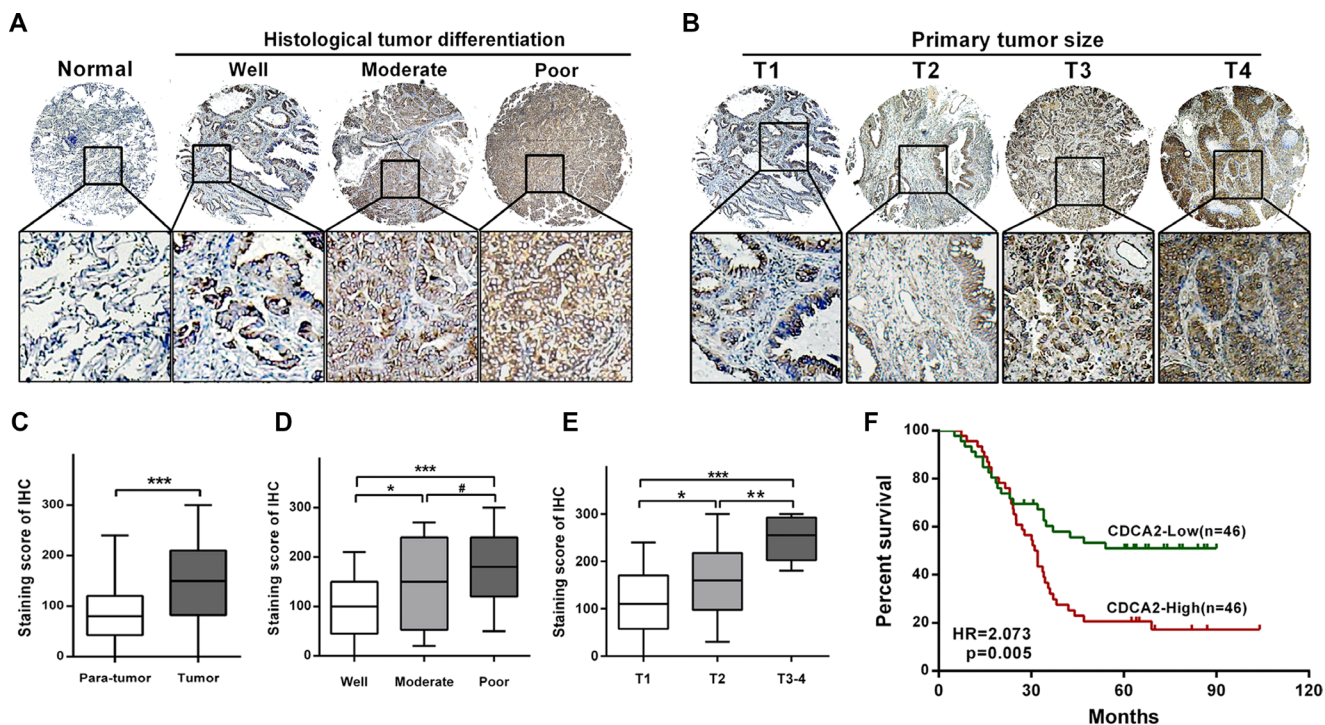 A
Histological tumor differentiation
Normal
Well
Moderate
Poor
B
Primary tumor size
T1
T2
T3
T4
C
Staining score of IHC
300
200
100
0
***
Para-tumor
Tumor
D
Staining score of IHC
300
200
100
0
***
*
#
Well
Moderate
Poor
E
Staining score of IHC
300
200
100
0
***
*
**
T1
T2
T3-4
F
Percent survival
100
80
60
40
20
0
CDCA2-Low(n=46)
CDCA2-High(n=46)
HR=2.073
p=0.005
0
30
60
90
120
Months